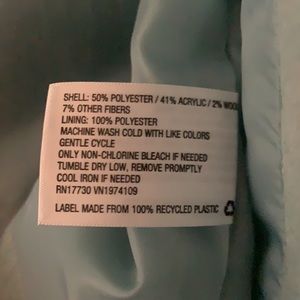 SHELL: 50% POLYESTER / 41% ACRYLIC / 2% WOO
7% OTHER FIBERS
LINING: 100% POLYESTER
MACHINE WASH COLD WITH LIKE COLORS
GENTLE CYCLE
ONLY NON-CHLORINE BLEACH IF NEEDED
TUMBLE DRY LOW, REMOVE PROMPTLY
COOL IRON IF NEEDED
RN17730 VN1974109
LABEL MADE FROM 100% RECYCLED PLASTIC